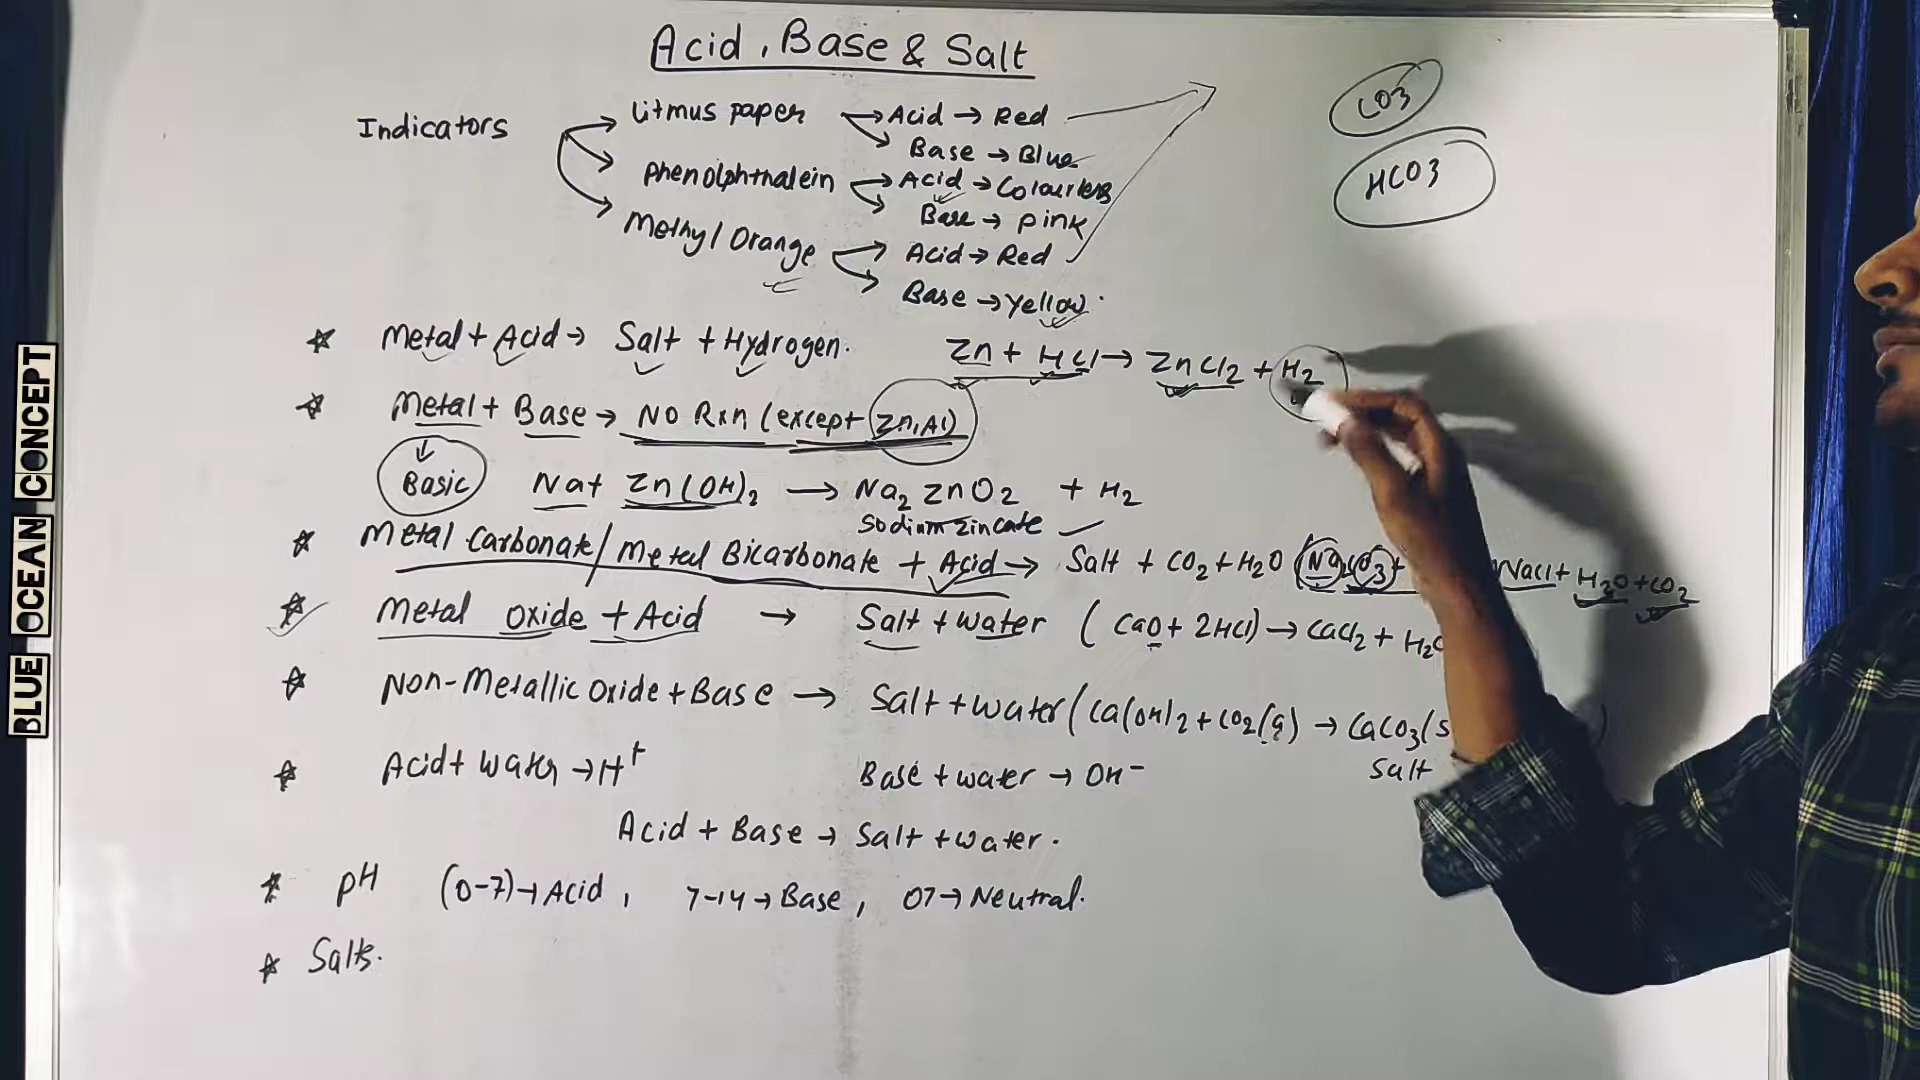 Acid, Base & Salt
Indicators
Litmus paper → Acid → Red
Base → Blue
Phenolphthalein → Acid → Colourless
Base → pink
Methyl Orange → Acid → Red
Base → Yellow.
CO3
HCO3
☆ Metal + Acid → Salt + Hydrogen. Zn + HCl → ZnCl2 + H2
☆ Metal + Base → No Rxn (except Zn, Al)
↓
Basic Na+ Zn(OH)2 → Na2 ZnO2 + H2
Sodium zincate
☆ Metal Carbonate/Metal Bicarbonate + Acid → Salt + CO2 + H2O (Na2CO3+ NaCl + H2O + CO2
☆ Metal Oxide + Acid → Salt + Water (CaO + 2HCl) → CaCl2 + H2O
☆ Non-Metallic Oxide + Base → Salt + Water (Ca(OH)2 + CO2(g) → CaCO3(s )
Salt
☆ Acid + Water → H+ Base + water → OH-
Acid + Base → Salt + water.
☆ pH (0-7) → Acid, 7-14 → Base, 07 → Neutral.
☆ Salts.
BLUE OCEAN CONCEPT